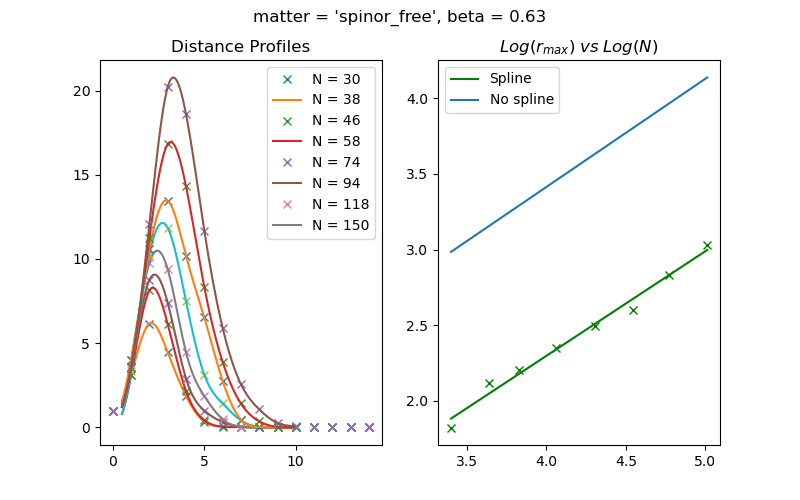 matter = 'spinor_free', beta = 0.63
Distance Profiles
N = 30
N = 38
N = 46
N = 58
N = 74
N = 94
N = 118
N = 150
20
15
10
5
0
0 5 10
Log(r_{max}) vs Log(N)
Spline
No spline
4.0
3.5
3.0
2.5
2.0
3.5 4.0 4.5 5.0